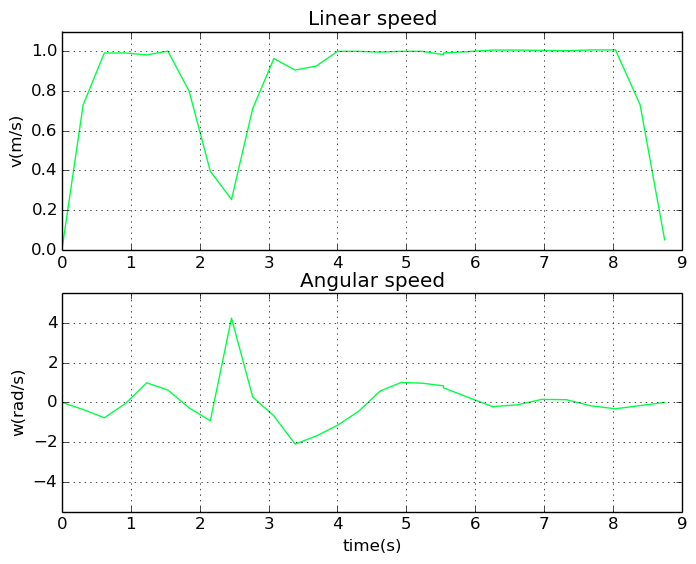 Linear speed
1.0
0.8
0.6
0.4
0.2
0.0
v(m/s)
0 1 2 3 4 5 6 7 8 9
Angular speed
4
2
0
−2
−4
w(rad/s)
0 1 2 3 4 5 6 7 8 9
time(s)